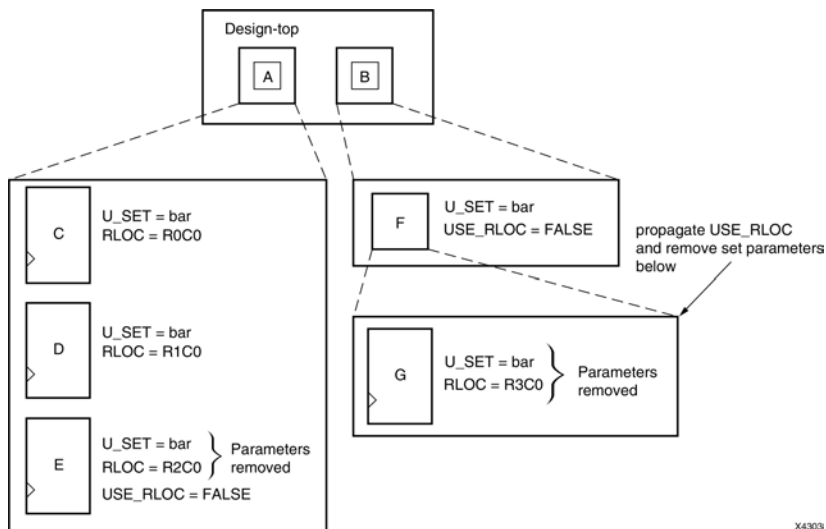 Design-top
A
B
C
U_SET = bar
RLOC = R0C0
D
U_SET = bar
RLOC = R1C0
E
U_SET = bar
RLOC = R2C0
Parameters
removed
USE_RLOC = FALSE
F
U_SET = bar
USE_RLOC = FALSE
propagate USE_RLOC
and remove set parameters
below
G
U_SET = bar
RLOC = R3C0
Parameters
removed
X4303